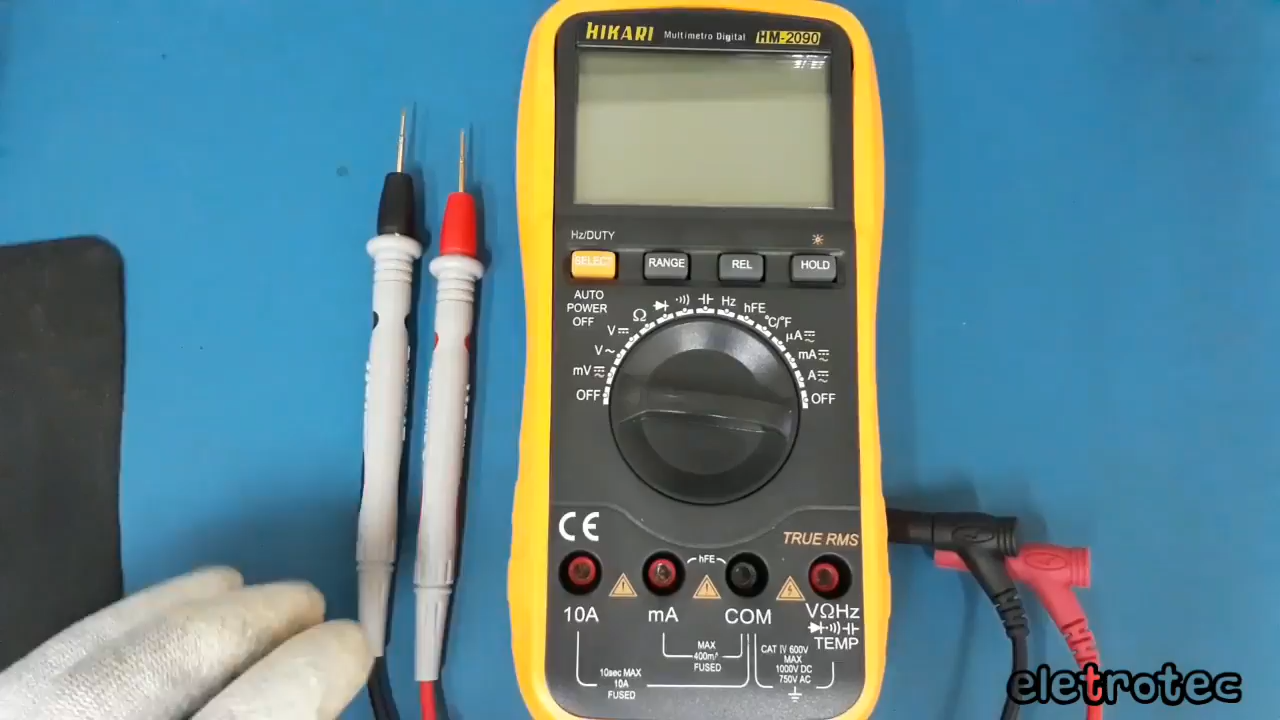 HIKARI Multimetro Digital HM-2090
Hz/DUTY
SELECT RANGE REL HOLD
AUTO
POWER
OFF
OFF
mV
V
V
Ω
Hz
hFE
°C/°F
µA
mA
A
OFF
CE
TRUE RMS
hFE
10A mA COM VΩHz
TEMP
MAX
400mA
FUSED
10sec MAX
10A
FUSED
CAT IV 600V
MAX
1000V DC
750V AC
eletrotec